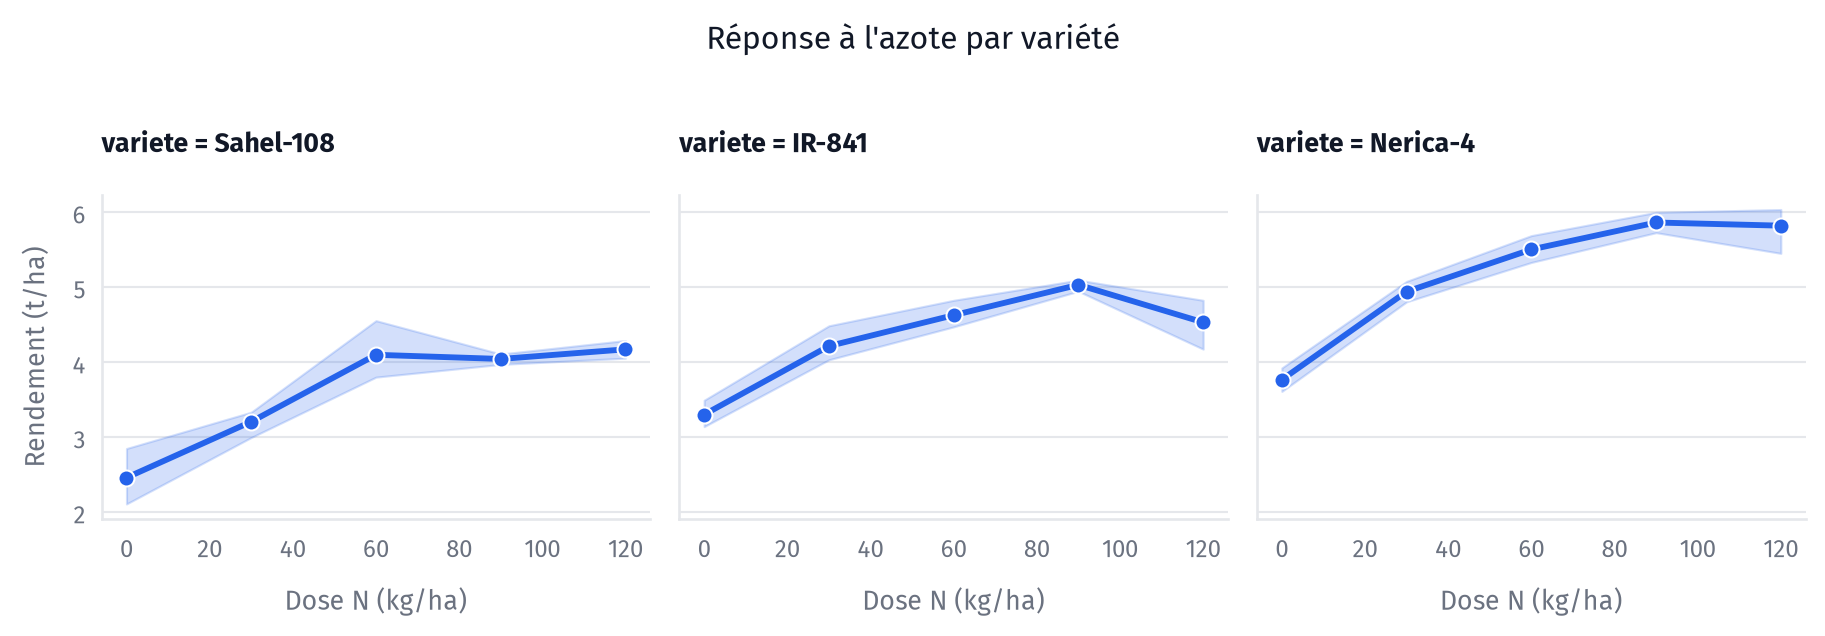 Réponse à l'azote par variété
variete = Sahel-108
variete = IR-841
variete = Nerica-4
Rendement (t/ha)
6
5
4
3
2
0 20 40 60 80 100 120
0 20 40 60 80 100 120
0 20 40 60 80 100 120
Dose N (kg/ha)
Dose N (kg/ha)
Dose N (kg/ha)